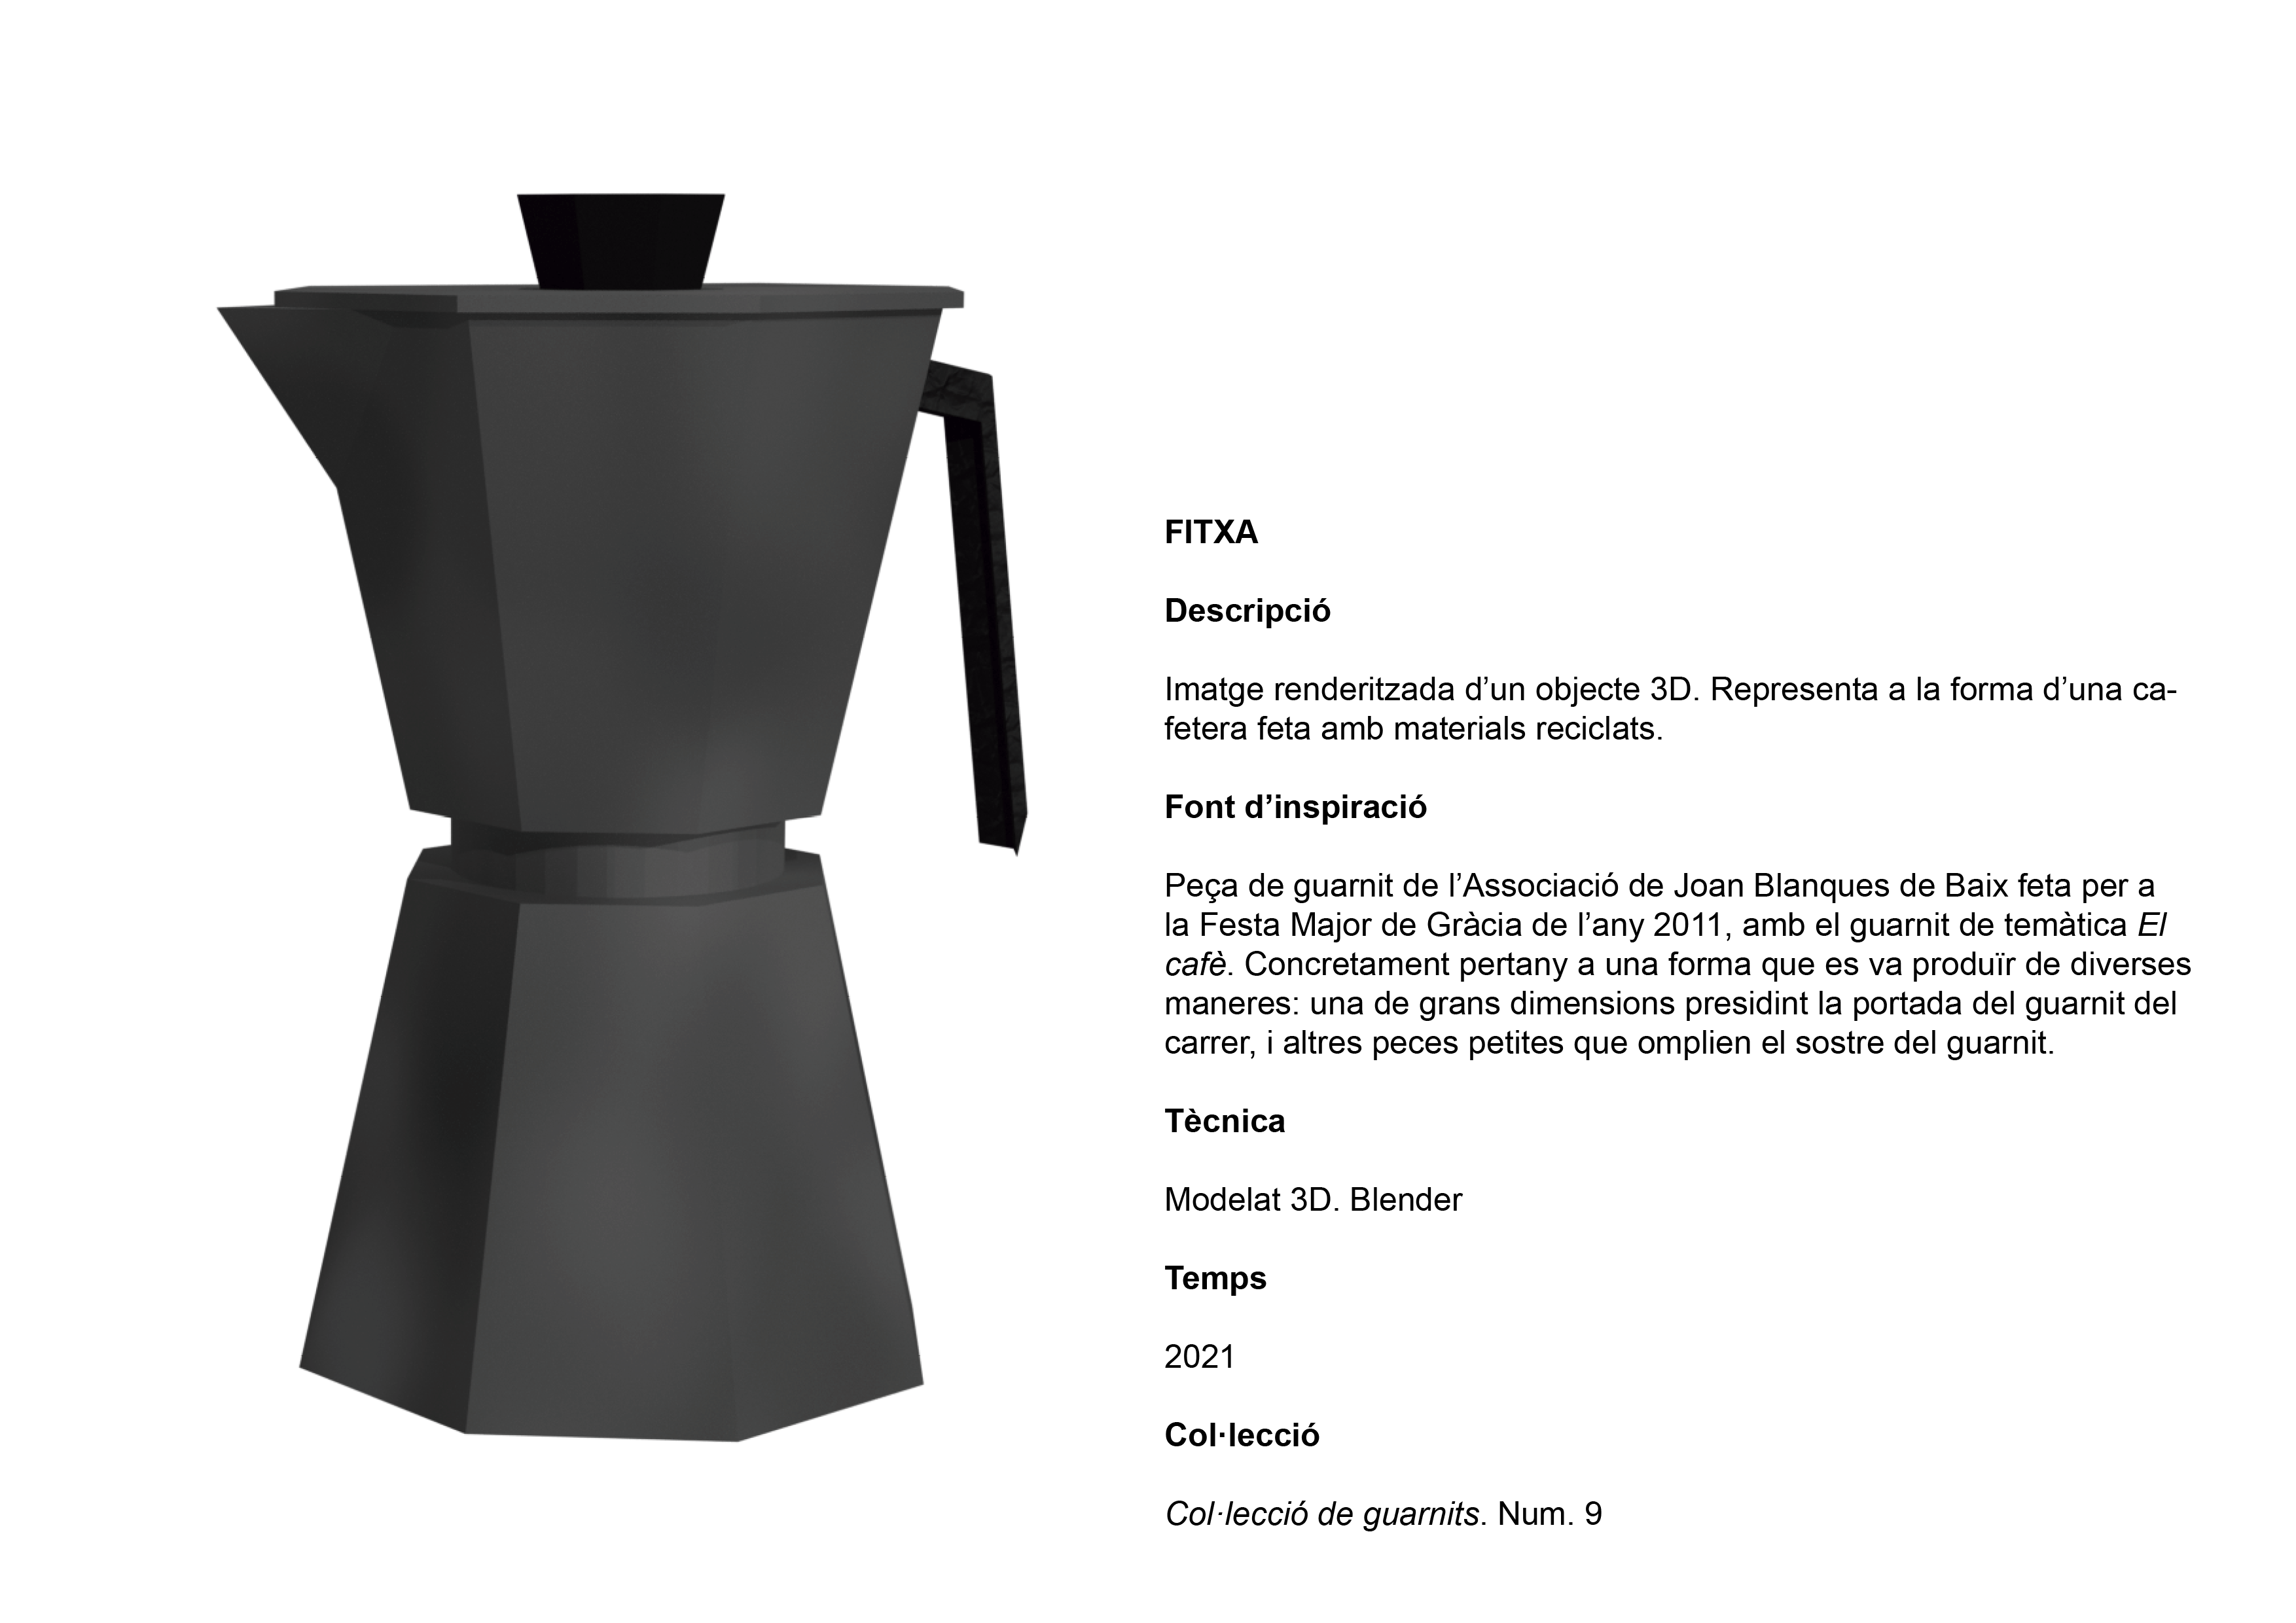 FITXA
Descripció
Imatge renderitzada d’un objecte 3D. Representa a la forma d’una ca-
fetera feta amb materials reciclats.
Font d’inspiració
Peça de guarnit de l’Associació de Joan Blanques de Baix feta per a
la Festa Major de Gràcia de l’any 2011, amb el guarnit de temàtica El
cafè. Concretament pertany a una forma que es va produïr de diverses
maneres: una de grans dimensions presidint la portada del guarnit del
carrer, i altres peces petites que omplien el sostre del guarnit.
Tècnica
Modelat 3D. Blender
Temps
2021
Col·lecció
Col·lecció de guarnits. Num. 9